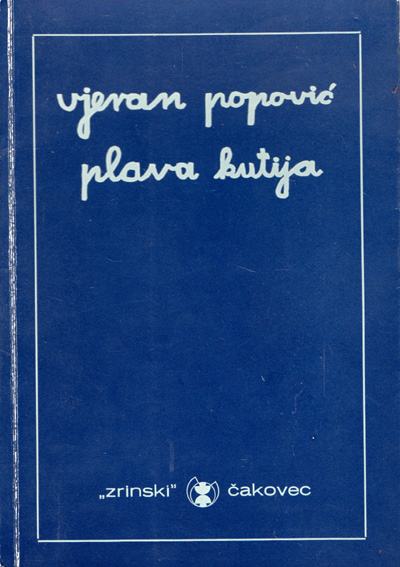 vjeran popović
plava kutija
„zrinski” čakovec